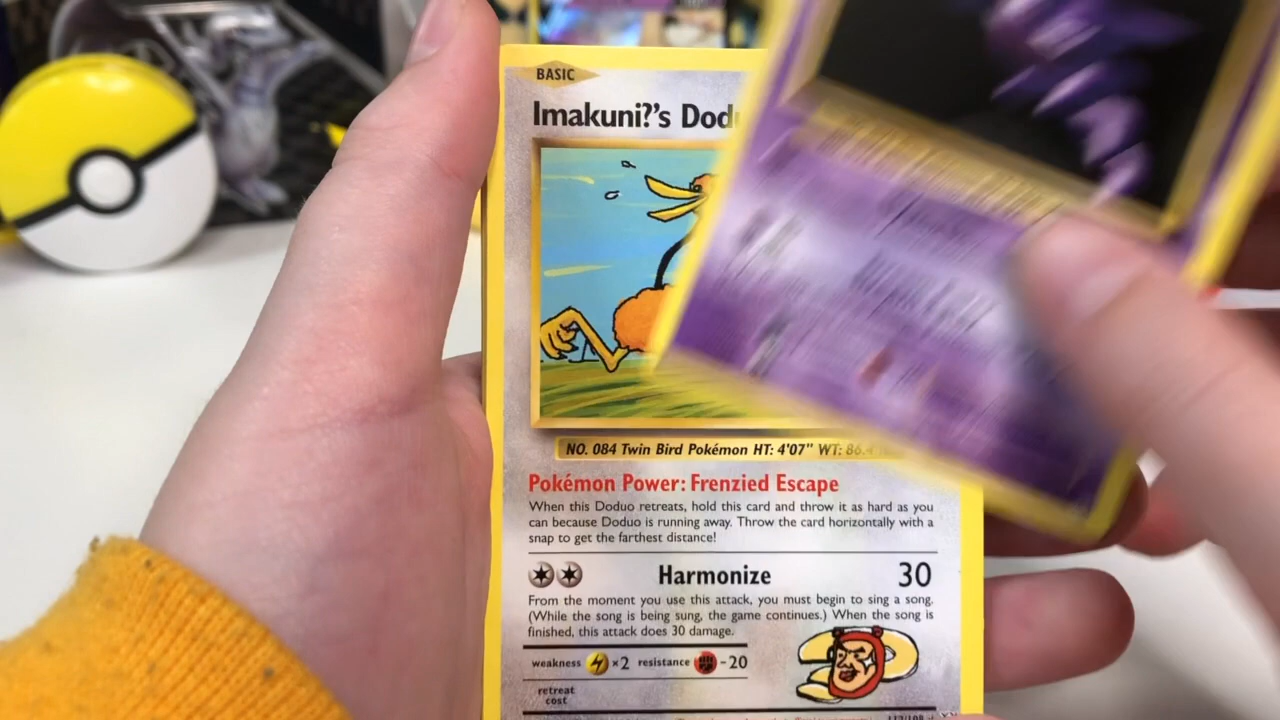 BASIC
Imakuni?'s Dod
NO. 084 Twin Bird Pokémon HT: 4'07" WT: 86.4
Pokémon Power: Frenzied Escape
When this Doduo retreats, hold this card and throw it as hard as you
can because Doduo is running away. Throw the card horizontally with a
snap to get the farthest distance!
Harmonize 30
From the moment you use this attack, you must begin to sing a song.
(While the song is being sung, the game continues.) When the song is
finished, this attack does 30 damage.
weakness ×2 resistance -20
retreat
cost